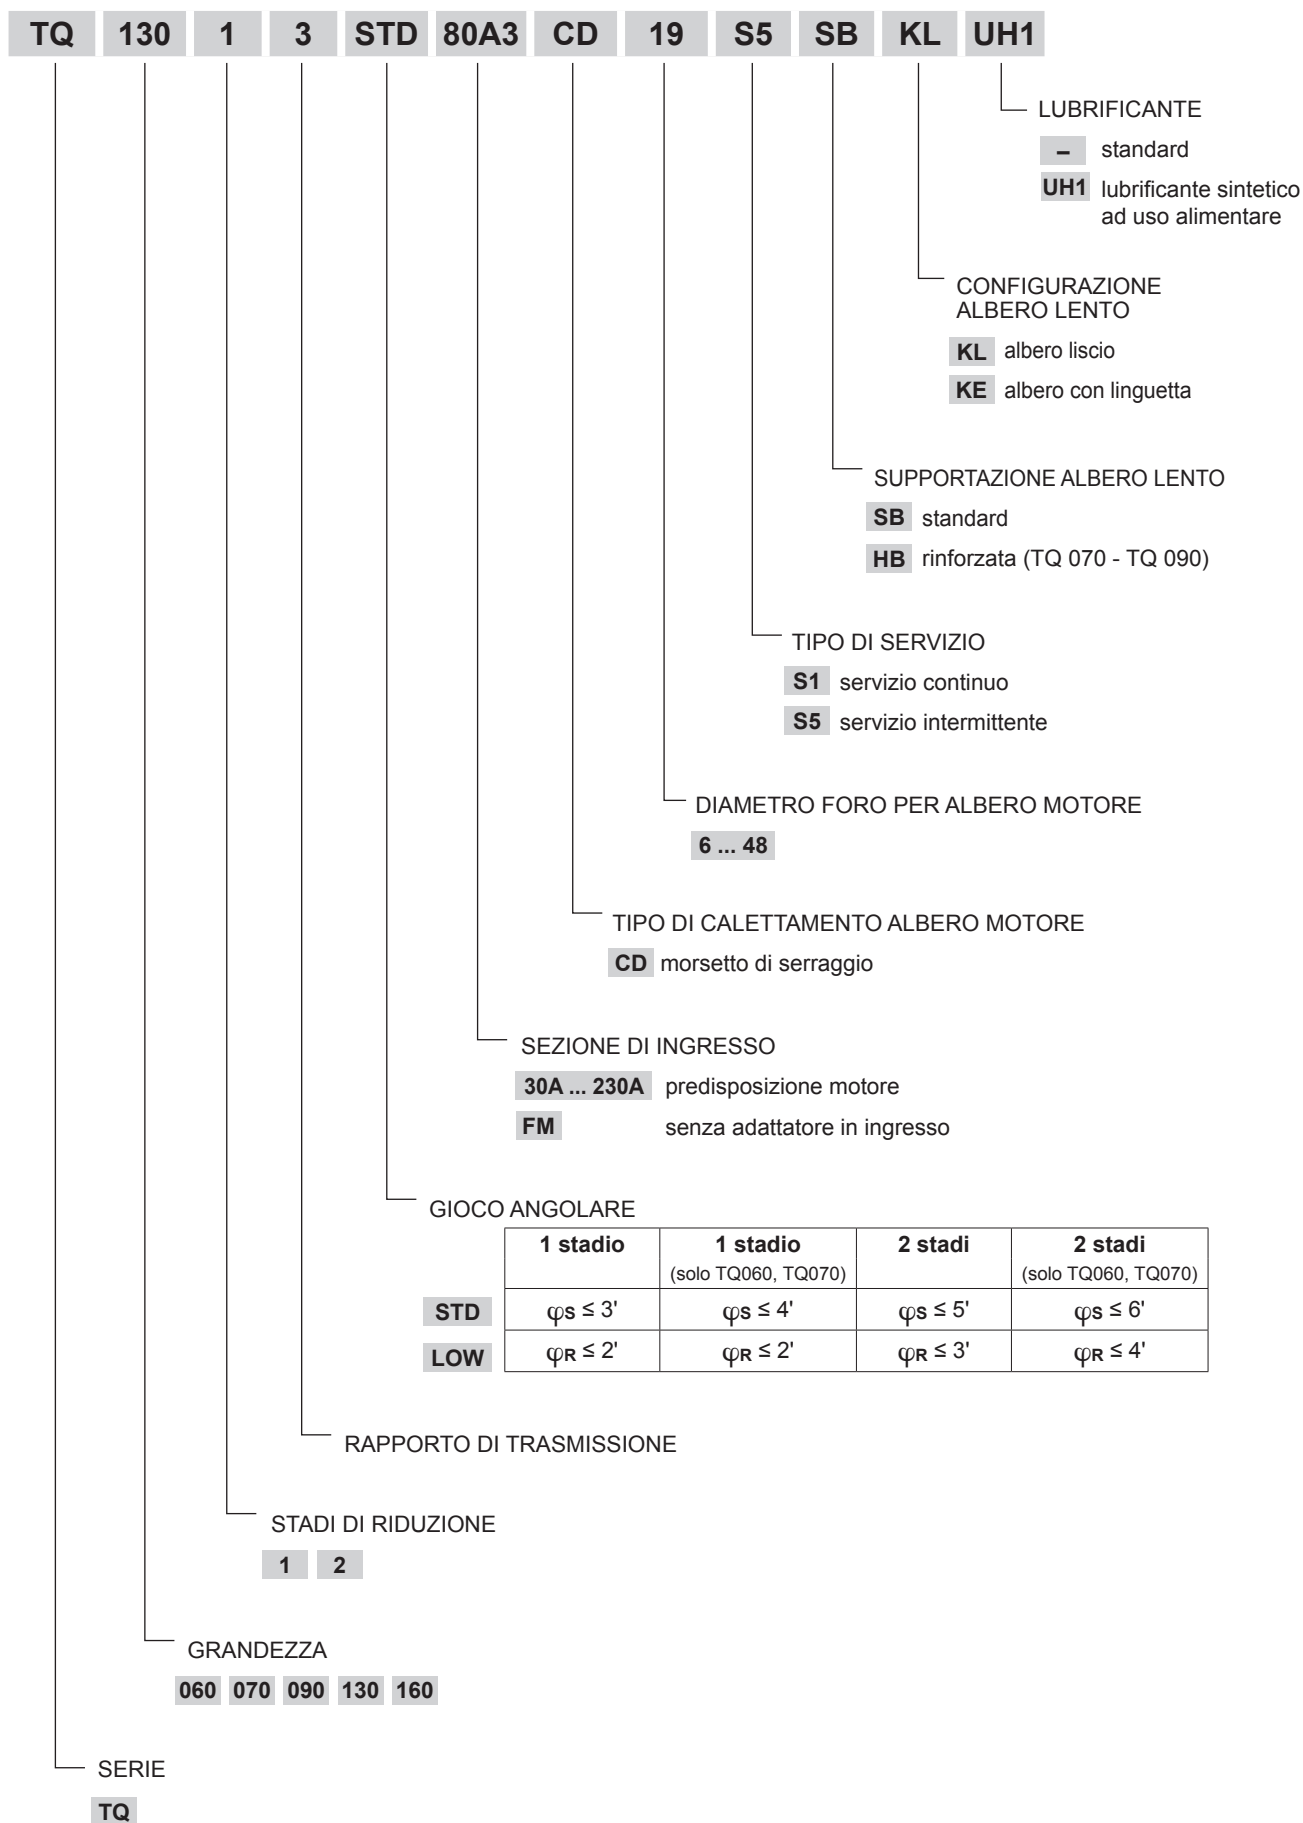 TQ 130 1 3 STD 80A3 CD 19 S5 SB KL UH1
LUBRIFICANTE
– standard
UH1 lubrificante sintetico
ad uso alimentare
CONFIGURAZIONE
ALBERO LENTO
KL albero liscio
KE albero con linguetta
SUPPORTAZIONE ALBERO LENTO
SB standard
HB rinforzata (TQ 070 - TQ 090)
TIPO DI SERVIZIO
S1 servizio continuo
S5 servizio intermittente
DIAMETRO FORO PER ALBERO MOTORE
6 ... 48
TIPO DI CALETTAMENTO ALBERO MOTORE
CD morsetto di serraggio
SEZIONE DI INGRESSO
30A ... 230A predisposizione motore
FM senza adattatore in ingresso
GIOCO ANGOLARE
1 stadio 1 stadio 2 stadi 2 stadi
(solo TQ060, TQ070) (solo TQ060, TQ070)
STD φS ≤ 3' φS ≤ 4' φS ≤ 5' φS ≤ 6'
LOW φR ≤ 2' φR ≤ 2' φR ≤ 3' φR ≤ 4'
RAPPORTO DI TRASMISSIONE
STADI DI RIDUZIONE
1 2
GRANDEZZA
060 070 090 130 160
SERIE
TQ